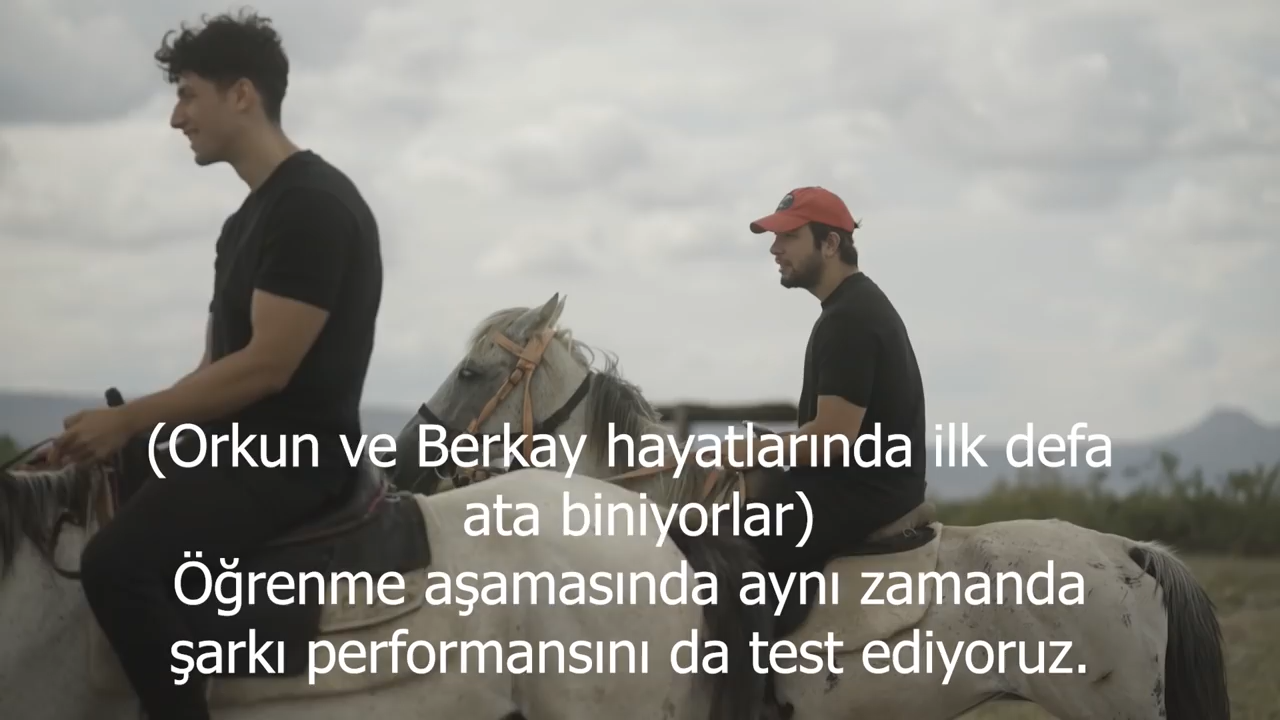 (Orkun ve Berkay hayatlarında ilk defa
ata biniyorlar)
Öğrenme aşamasında aynı zamanda
şarkı performansını da test ediyoruz.